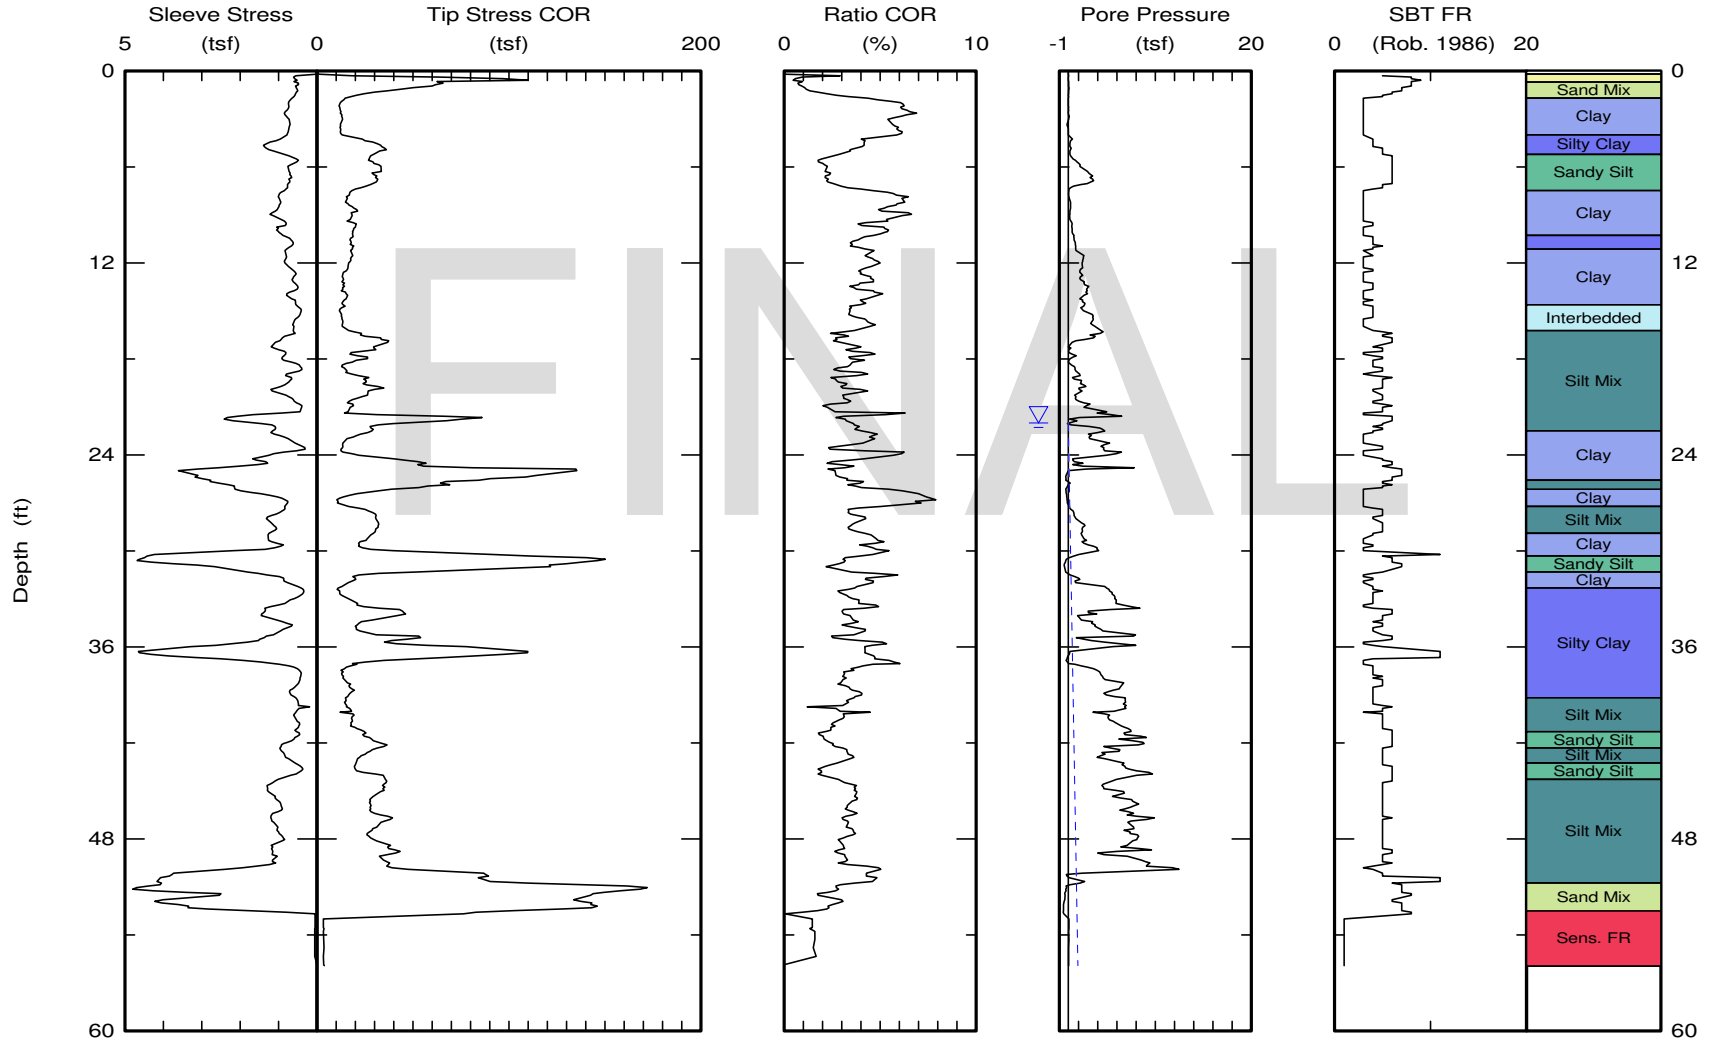 Sleeve Stress Tip Stress COR Ratio COR Pore Pressure SBT FR
(tsf) (tsf) (%) (tsf) (Rob. 1986)
5 0 200 0 10 -1 20 0 20
0 0
Sand Mix
Clay
Silty Clay
Sandy Silt
Clay
12 12
Clay
Interbedded
Silt Mix
24 Clay 24
Clay
Silt Mix
Clay
Sandy Silt
Clay
36 Silty Clay 36
Silt Mix
Sandy Silt
Silt Mix
Sandy Silt
48 Silt Mix 48
Sand Mix
Sens. FR
60 60
Depth (ft)
FINAL